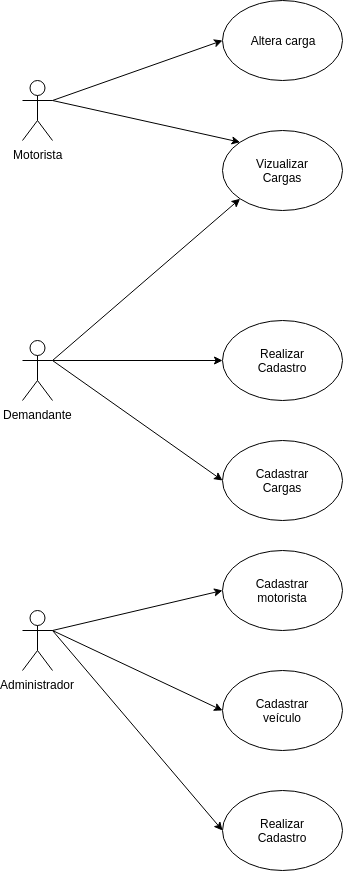 Altera carga
Motorista
Vizualizar
Cargas
Realizar
Cadastro
Demandante
Cadastrar
Cargas
Cadastrar
motorista
Administrador
Cadastrar
veículo
Realizar
Cadastro